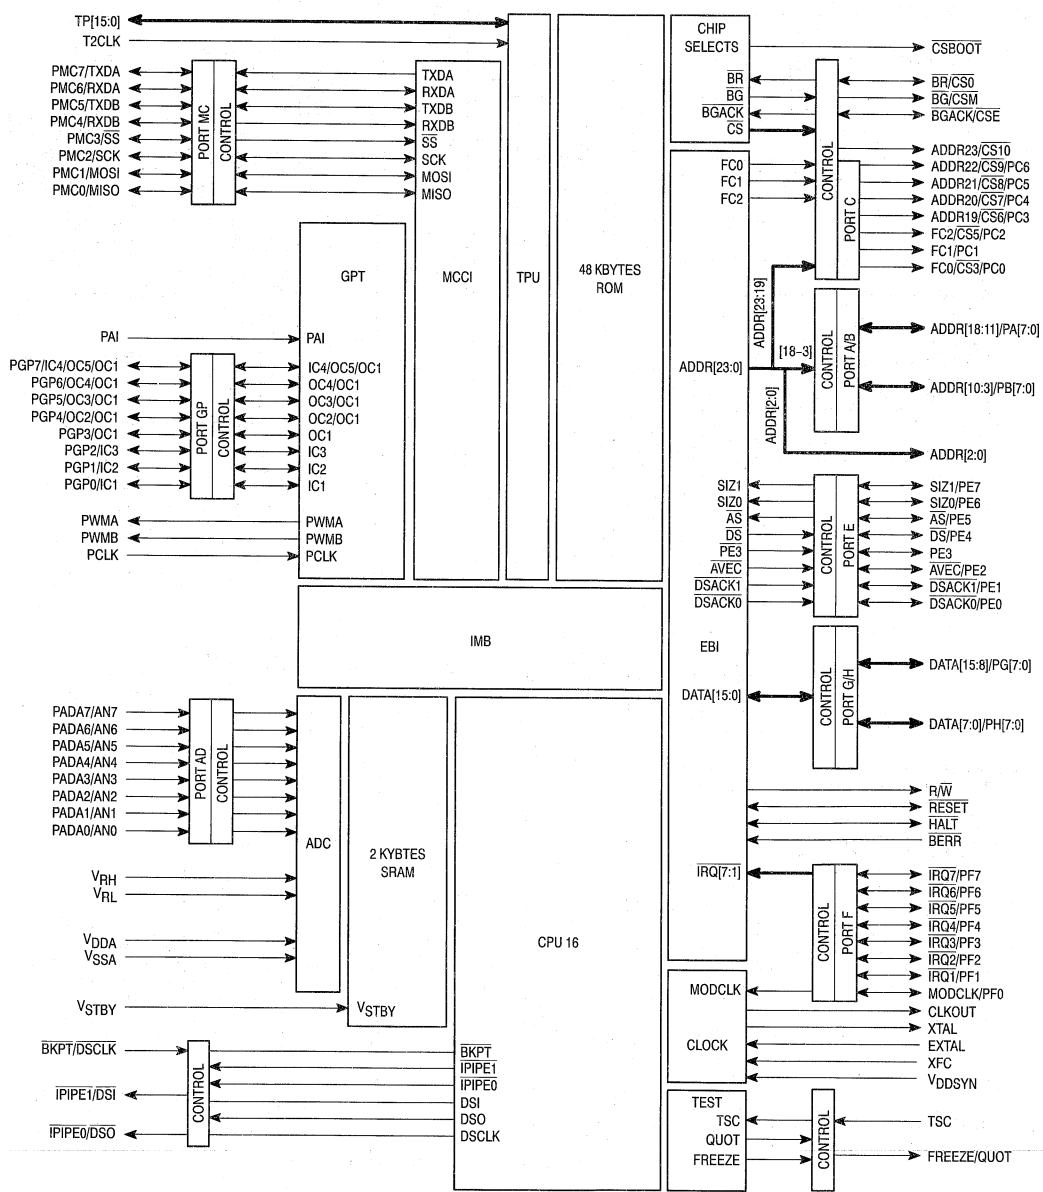 TP[15:0]
T2CLK
PMC7/TXDA
PMC6/RXDA
PMC5/TXDB
PMC4/RXDB
PMC3/SS
PMC2/SCK
PMC1/MOSI
PMC0/MISO
PORT MC
CONTROL
TXDA
RXDA
TXDB
RXDB
SS
SCK
MOSI
MISO
MCCI
TPU
48 KBYTES
ROM
GPT
PAI
PAI
PGP7/IC4/OC5/OC1
PGP6/OC4/OC1
PGP5/OC3/OC1
PGP4/OC2/OC1
PGP3/OC1
PGP2/IC3
PGP1/IC2
PGP0/IC1
PORT GP
CONTROL
IC4/OC5/OC1
OC4/OC1
OC3/OC1
OC2/OC1
OC1
IC3
IC2
IC1
PWMA
PWMB
PCLK
PWMA
PWMB
PCLK
IMB
PADA7/AN7
PADA6/AN6
PADA5/AN5
PADA4/AN4
PADA3/AN3
PADA2/AN2
PADA1/AN1
PADA0/AN0
PORT AD
CONTROL
ADC
2 KYBTES
SRAM
VRH
VRL
VDDA
VSSA
VSTBY
VSTBY
CPU 16
BKPT/DSCLK
IPIPE1/DSI
IPIPE0/DSO
CONTROL
BKPT
IPIPE1
IPIPE0
DSI
DSO
DSCLK
CHIP
SELECTS
BR
BG
BGACK
CS
CSBOOT
BR/CS0
BG/CSM
BGACK/CSE
CONTROL
PORT C
FC0
FC1
FC2
ADDR23/CS10
ADDR22/CS9/PC6
ADDR21/CS8/PC5
ADDR20/CS7/PC4
ADDR19/CS6/PC3
FC2/CS5/PC2
FC1/PC1
FC0/CS3/PC0
ADDR[23:19]
ADDR[23:0]
[18–3]
ADDR[2:0]
CONTROL
PORT A/B
ADDR[18:11]/PA[7:0]
ADDR[10:3]/PB[7:0]
ADDR[2:0]
SIZ1
SIZ0
AS
DS
PE3
AVEC
DSACK1
DSACK0
CONTROL
PORT E
SIZ1/PE7
SIZ0/PE6
AS/PE5
DS/PE4
PE3
AVEC/PE2
DSACK1/PE1
DSACK0/PE0
EBI
DATA[15:0]
CONTROL
PORT G/H
DATA[15:8]/PG[7:0]
DATA[7:0]/PH[7:0]
R/W
RESET
HALT
BERR
IRQ[7:1]
CONTROL
PORT F
IRQ7/PF7
IRQ6/PF6
IRQ5/PF5
IRQ4/PF4
IRQ3/PF3
IRQ2/PF2
IRQ1/PF1
MODCLK/PF0
MODCLK
CLOCK
CLKOUT
XTAL
EXTAL
XFC
VDDSYN
TEST
TSC
QUOT
FREEZE
CONTROL
TSC
FREEZE/QUOT